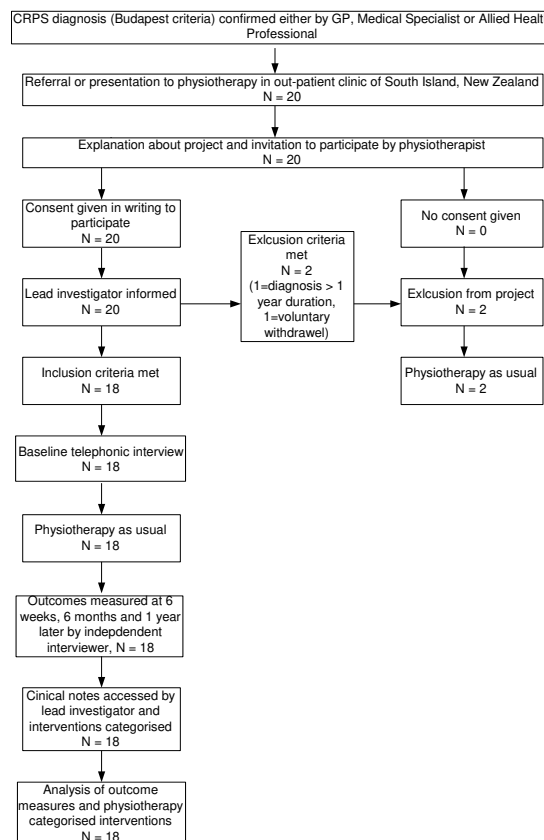 CRPS diagnosis (Budapest criteria) confirmed either by GP, Medical Specialist or Allied Healt
Professional
Referral or presentation to physiotherapy in out-patient clinic of South Island, New Zealand
N = 20
Explanation about project and invitation to participate by physiotherapist
N = 20
Consent given in writing to
participate
N = 20
No consent given
N = 0
Exlcusion criteria
met
N = 2
(1=diagnosis > 1
year duration,
1=voluntary
withdrawel)
Lead investigator informed
N = 20
Exlcusion from project
N = 2
Inclusion criteria met
N = 18
Physiotherapy as usual
N = 2
Baseline telephonic interview
N = 18
Physiotherapy as usual
N = 18
Outcomes measured at 6
weeks, 6 months and 1 year
later by indepdendent
interviewer, N = 18
Cinical notes accessed by
lead investigator and
interventions categorised
N = 18
Analysis of outcome
measures and physiotherapy
categorised interventions
N = 18